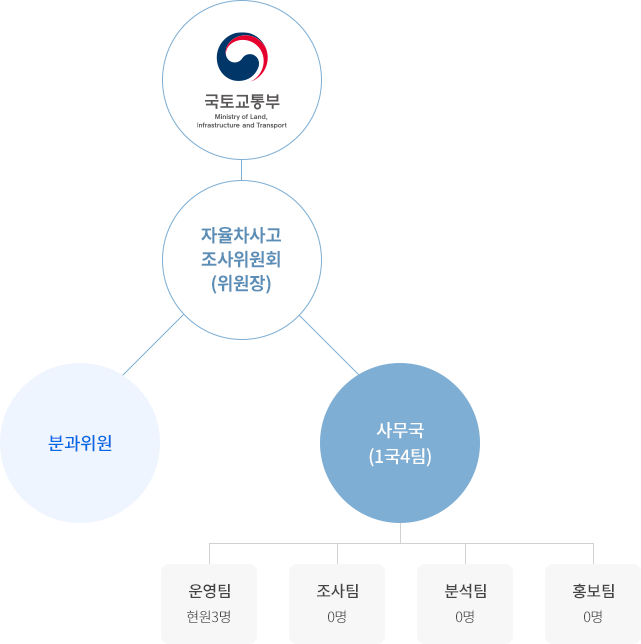 국토교통부
Ministry of Land,
Infrastructure and Transport
자율차사고
조사위원회
(위원장)
분과위원
사무국
(1국4팀)
운영팀
현원3명
조사팀
0명
분석팀
0명
홍보팀
0명